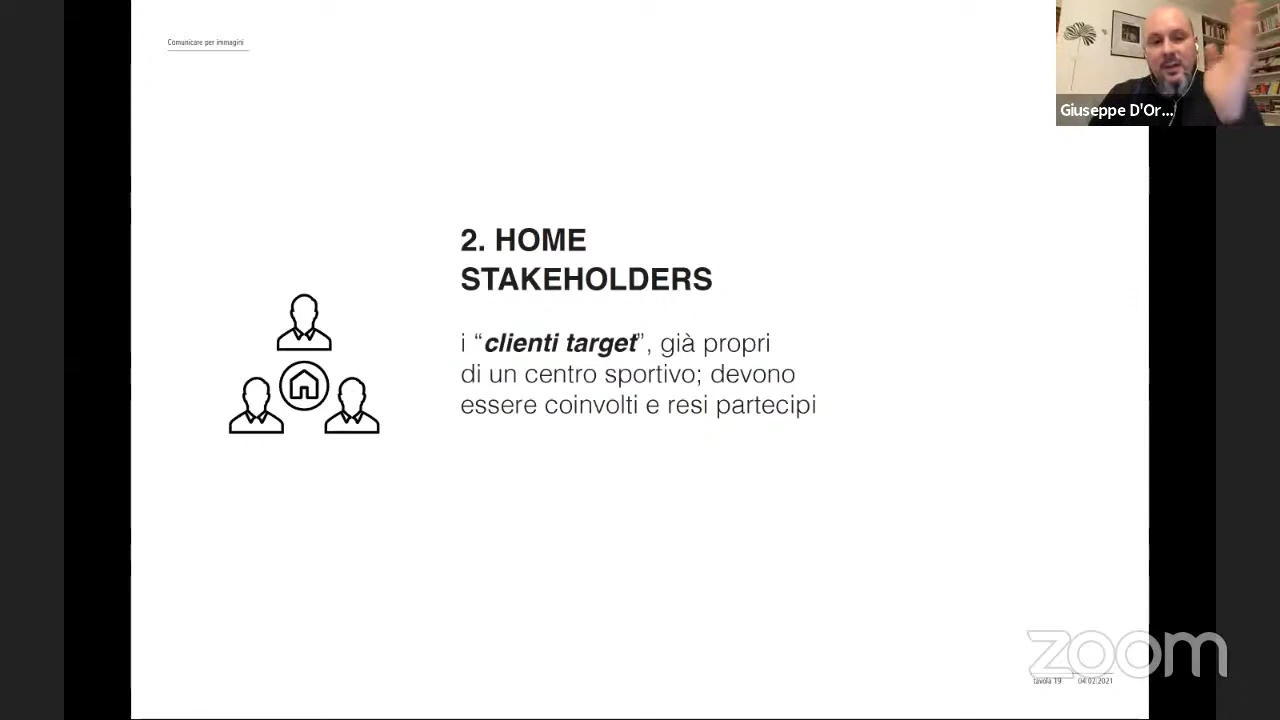 Comunicare per immagini
Giuseppe D'Or...
2. HOME
STAKEHOLDERS
i “clienti target”, già propri
di un centro sportivo; devono
essere coinvolti e resi partecipi
zoom
tavola 19 04.02.2021